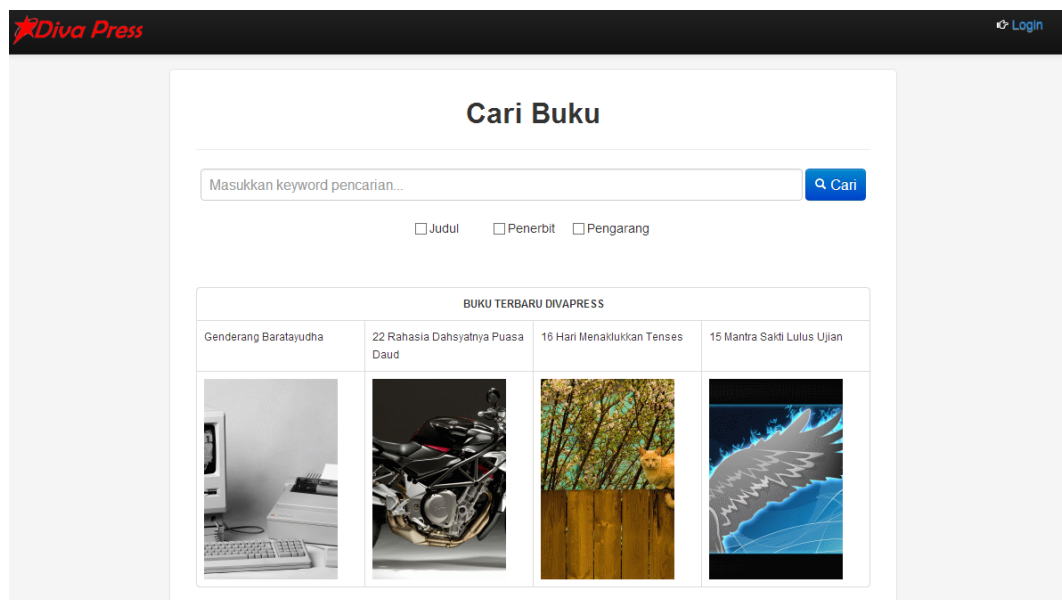 Diva Press
Login
Cari Buku
Masukkan keyword pencarian...
Cari
Judul Penerbit Pengarang
BUKU TERBARU DIVAPRESS
Genderang Baratayudha
22 Rahasia Dahsyatnya Puasa
Daud
16 Hari Menaklukkan Tenses
15 Mantra Sakti Lulus Ujian